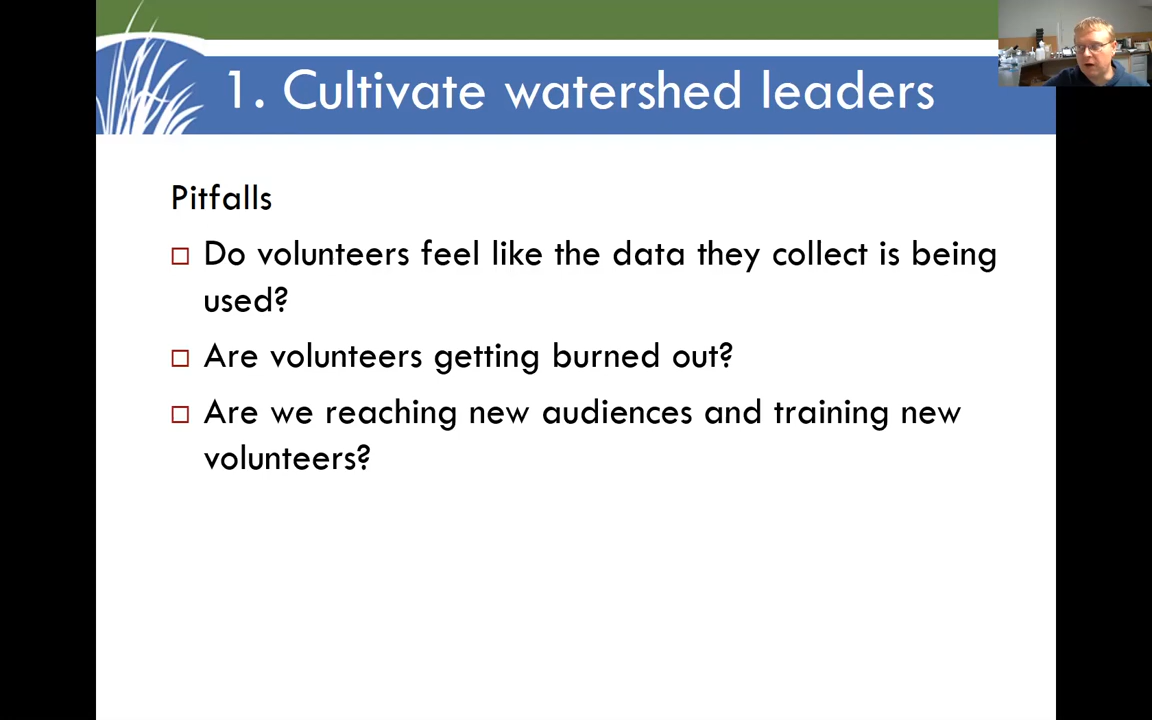 1. Cultivate watershed leaders
Pitfalls
Do volunteers feel like the data they collect is being
used?
Are volunteers getting burned out?
Are we reaching new audiences and training new
volunteers?